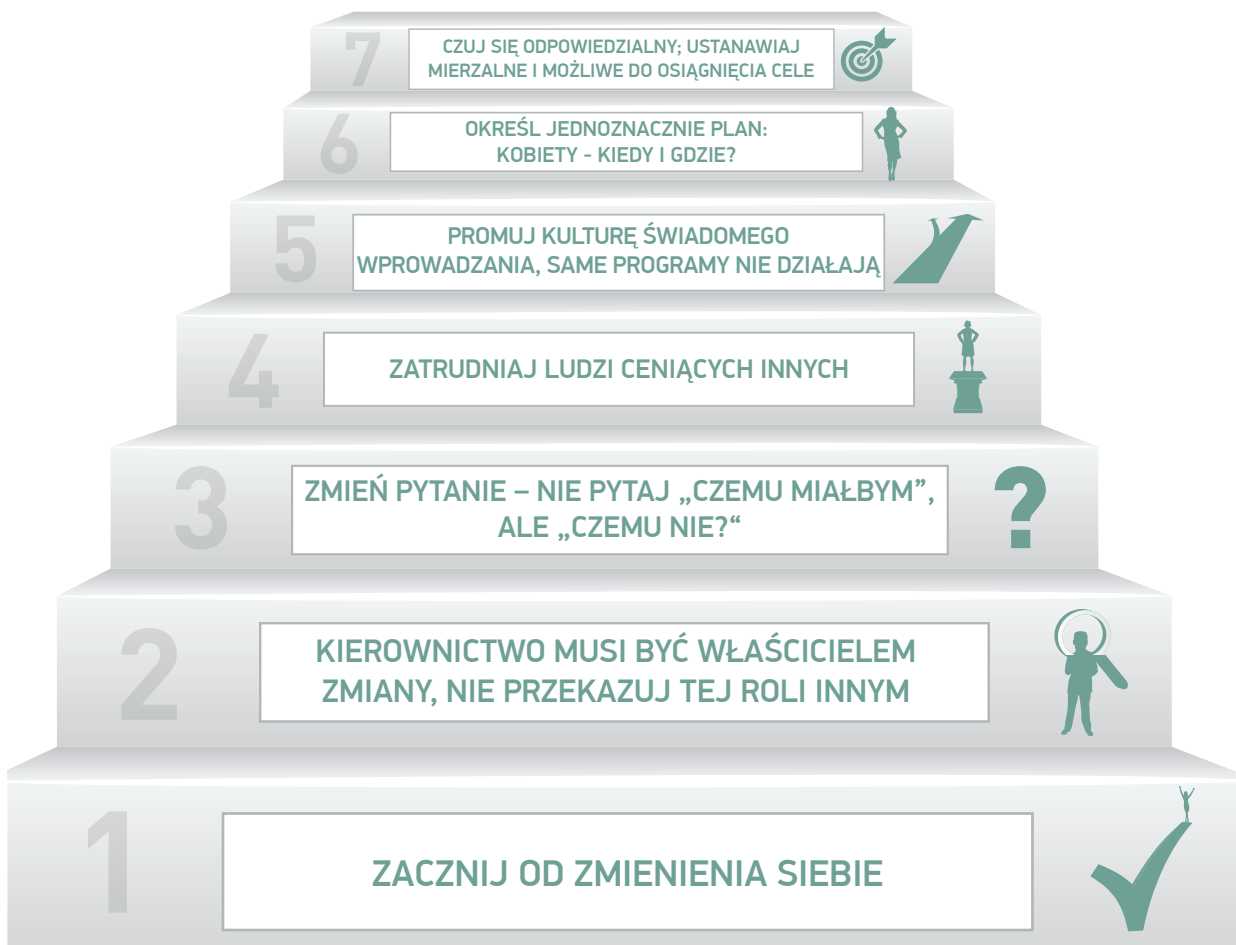 7
CZUJ SIĘ ODPOWIEDZIALNY; USTANAWIAJ
MIERZALNE I MOŻLIWE DO OSIĄGNIĘCIA CELE
6
OKREŚL JEDNOZNACZNIE PLAN:
KOBIETY - KIEDY I GDZIE?
5
PROMUJ KULTURĘ ŚWIADOMEGO
WPROWADZANIA, SAME PROGRAMY NIE DZIAŁAJĄ
4
ZATRUDNIAJ LUDZI CENIĄCYCH INNYCH
3
ZMIEŃ PYTANIE – NIE PYTAJ „CZEMU MIAŁBYM”,
ALE „CZEMU NIE?“
?
2
KIEROWNICTWO MUSI BYĆ WŁAŚCICIELEM
ZMIANY, NIE PRZEKAZUJ TEJ ROLI INNYM
1
ZACZNIJ OD ZMIENIENIA SIEBIE